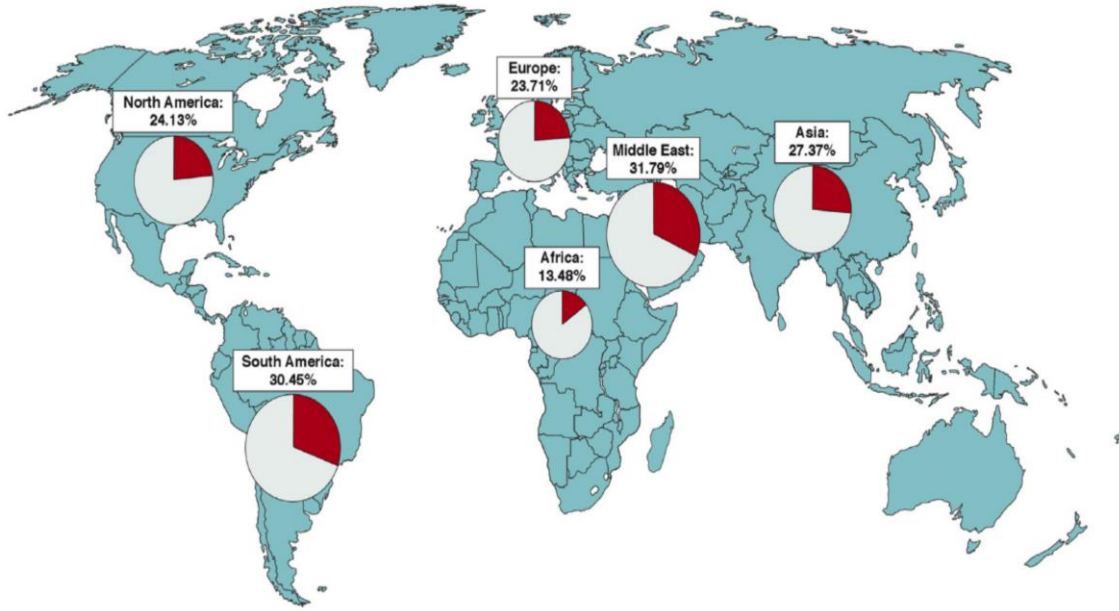 Europe:
23.71%
North America:
24.13%
Asia:
27.37%
Middle East:
31.79%
Africa:
13.48%
South America:
30.45%